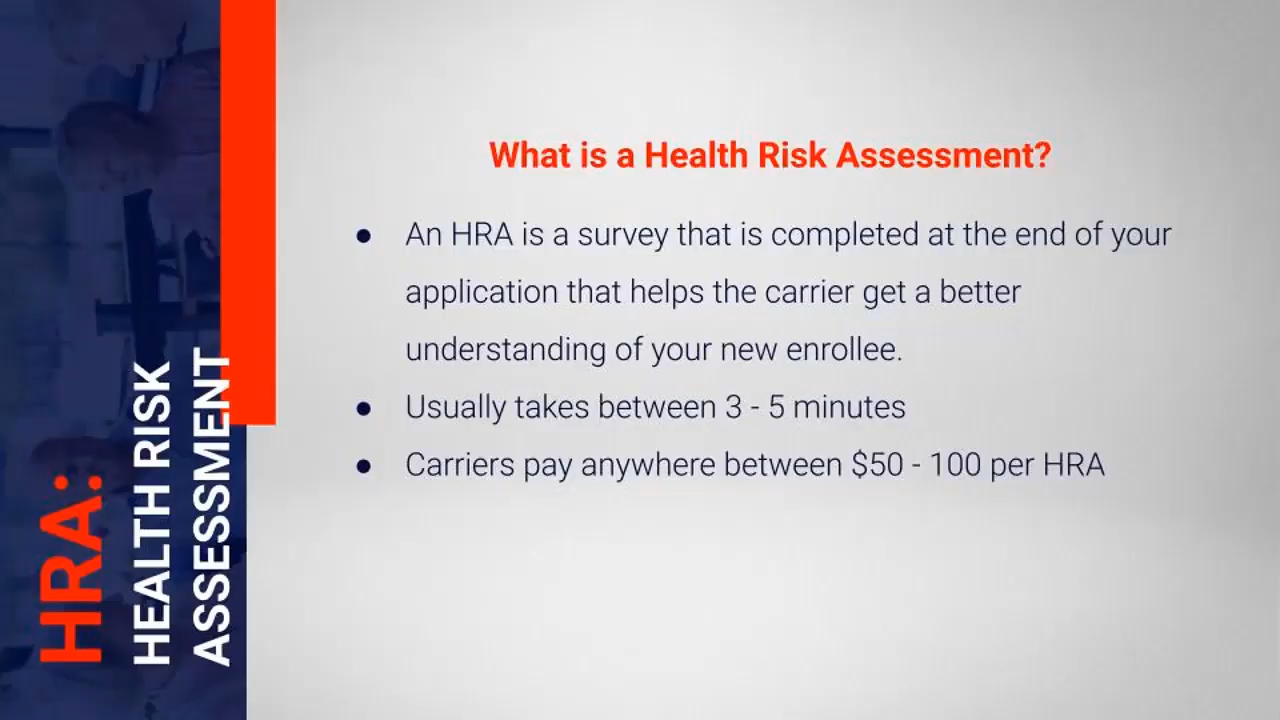 HRA:
HEALTH RISK
ASSESSMENT
What is a Health Risk Assessment?
● An HRA is a survey that is completed at the end of your
application that helps the carrier get a better
understanding of your new enrollee.
● Usually takes between 3 - 5 minutes
● Carriers pay anywhere between $50 - 100 per HRA